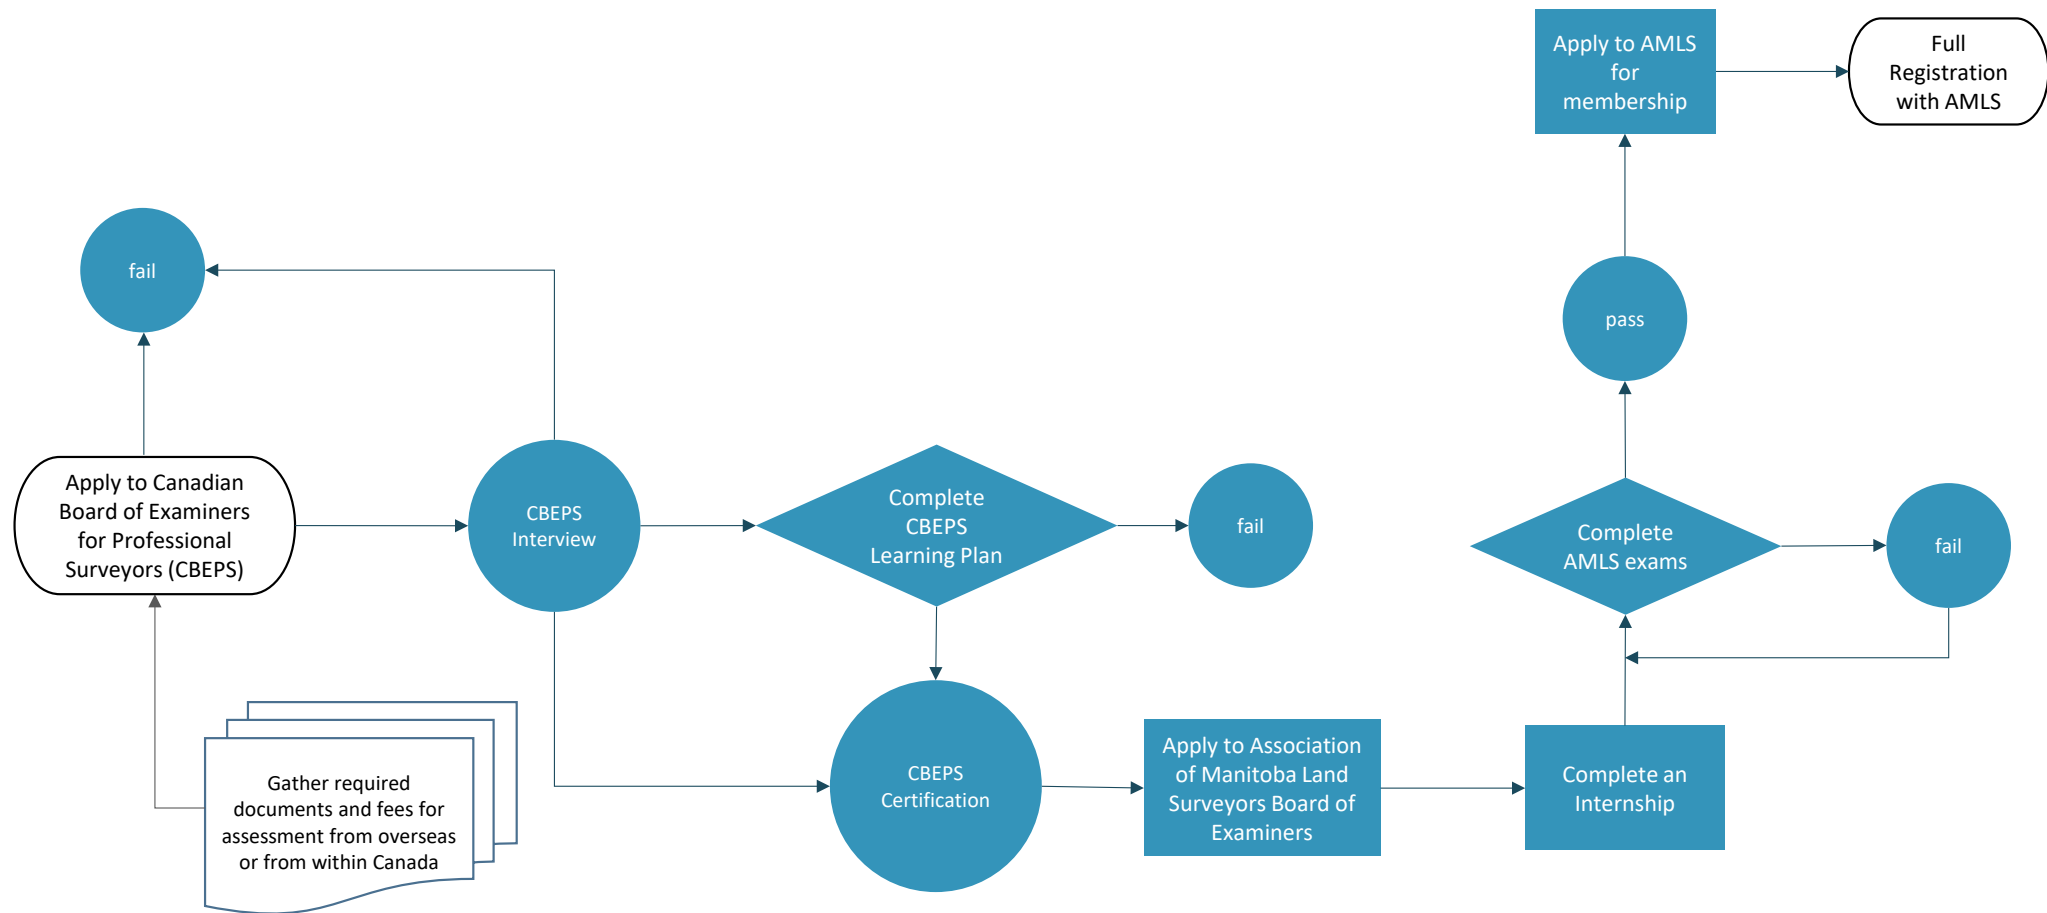 Apply to AMLS
for
membership
Full
Registration
with AMLS
fail
pass
Apply to Canadian
Board of Examiners
for Professional
Surveyors (CBEPS)
CBEPS
Interview
Complete
CBEPS
Learning Plan
fail
Complete
AMLS exams
fail
Gather required
documents and fees for
assessment from overseas
or from within Canada
CBEPS
Certification
Apply to Association
of Manitoba Land
Surveyors Board of
Examiners
Complete an
Internship